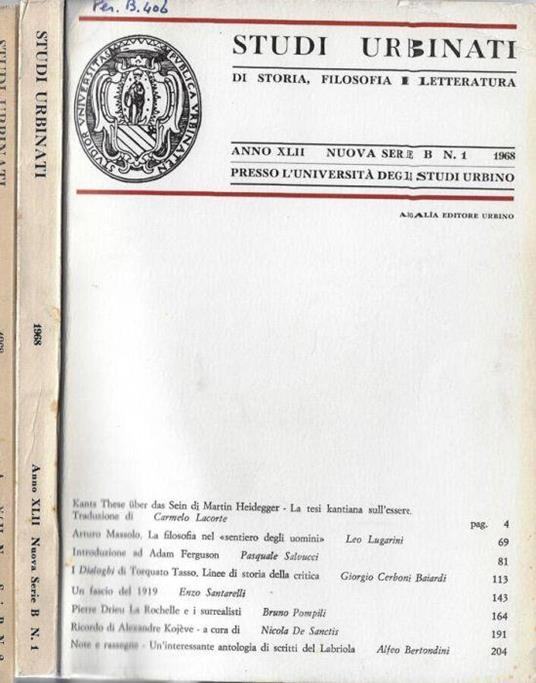 Per. B. 406
STUDI URBINATI
DI STORIA, FILOSOFIA E LETTERATURA
ANNO XLII NUOVA SERIE B N. 1 1968
PRESSO L'UNIVERSITÀ DEGLI STUDI URBINO
ARGALÌA EDITORE URBINO
Kants These über das Sein di Martin Heidegger - La tesi kantiana sull'essere.
Traduzione di Carmelo Lacorte pag. 4
Arturo Massolo, La filosofia nel «sentiero degli uomini» Leo Lugarini 69
Introduzione ad Adam Ferguson Pasquale Salvucci 81
I Dialoghi di Torquato Tasso. Linee di storia della critica Giorgio Cerboni Baiardi 113
Un fascio del 1919 Enzo Santarelli 143
Pierre Drieu La Rochelle e i surrealisti Bruno Pompili 164
Ricordo di Alexandre Kojève - a cura di Nicola De Sanctis 191
Note e rassegne - Un'interessante antologia di scritti del Labriola Alfeo Bertondini 204
STUDI URBINATI
1968
Anno XLII Nuova Serie B N. 1
STUDI URBINATI